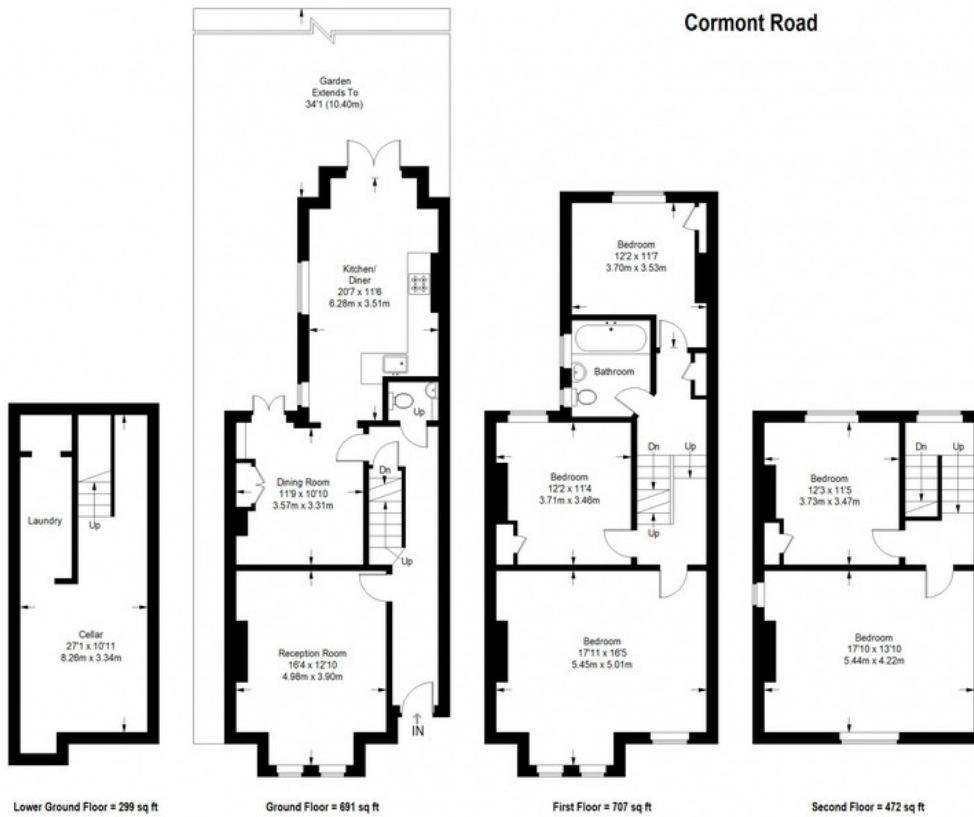 Cormont Road
Garden
Extends To
34'1 (10.40m)
Kitchen/
Diner
20'7 x 11'6
6.28m x 3.51m
Up
Dn
Up
Dining Room
11'9 x 10'10
3.57m x 3.31m
Reception Room
16'4 x 12'10
4.98m x 3.90m
IN
Laundry
Up
Cellar
27'1 x 10'11
8.26m x 3.34m
Bedroom
12'2 x 11'7
3.70m x 3.53m
Bathroom
Dn
Up
Up
Bedroom
12'2 x 11'4
3.71m x 3.46m
Bedroom
17'11 x 16'5
5.45m x 5.01m
Bedroom
12'3 x 11'5
3.73m x 3.47m
Dn
Up
Bedroom
17'10 x 13'10
5.44m x 4.22m
Lower Ground Floor = 299 sq ft
Ground Floor = 691 sq ft
First Floor = 707 sq ft
Second Floor = 472 sq ft